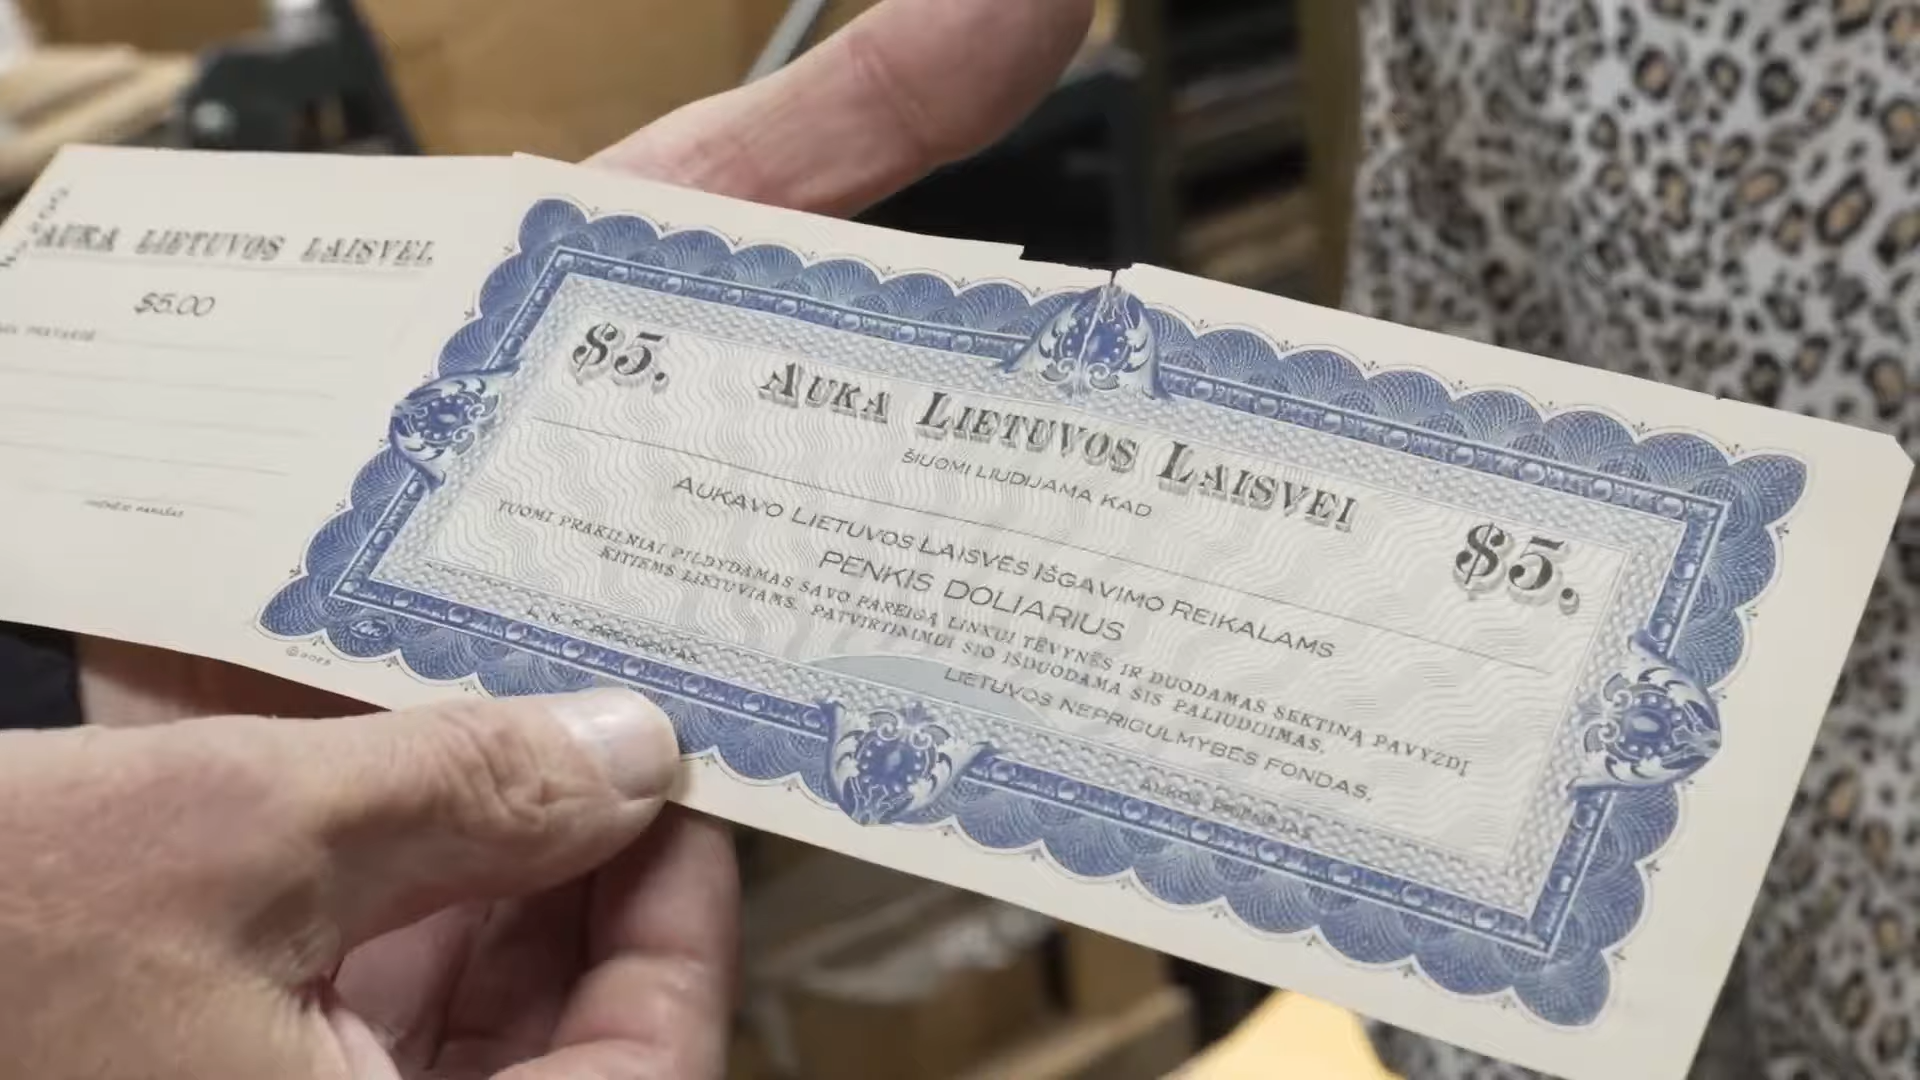 AUKA LIETUVOS LAISVEI.
$5.00
$5.
AUKA LIETUVOS LAISVEI
ŠIUOMI LIUDIJAMA KAD
$5.
AUKAVO LIETUVOS LAISVĖS IŠGAVIMO REIKALAMS
PENKIS DOLIARIUS
TUOMI PRAKILNIAI PILDYDAMAS SAVO PAREIGĄ LINKUI TĖVYNĖS IR DUODAMAS SEKTINĄ PAVYZDĮ
KITIEMS LIETUVIAMS. PATVIRTINIMUI ŠIO IŠDUODAMA ŠIS PALIUDIJIMAS.
LIETUVOS NEPRIGULMYBĖS FONDAS.